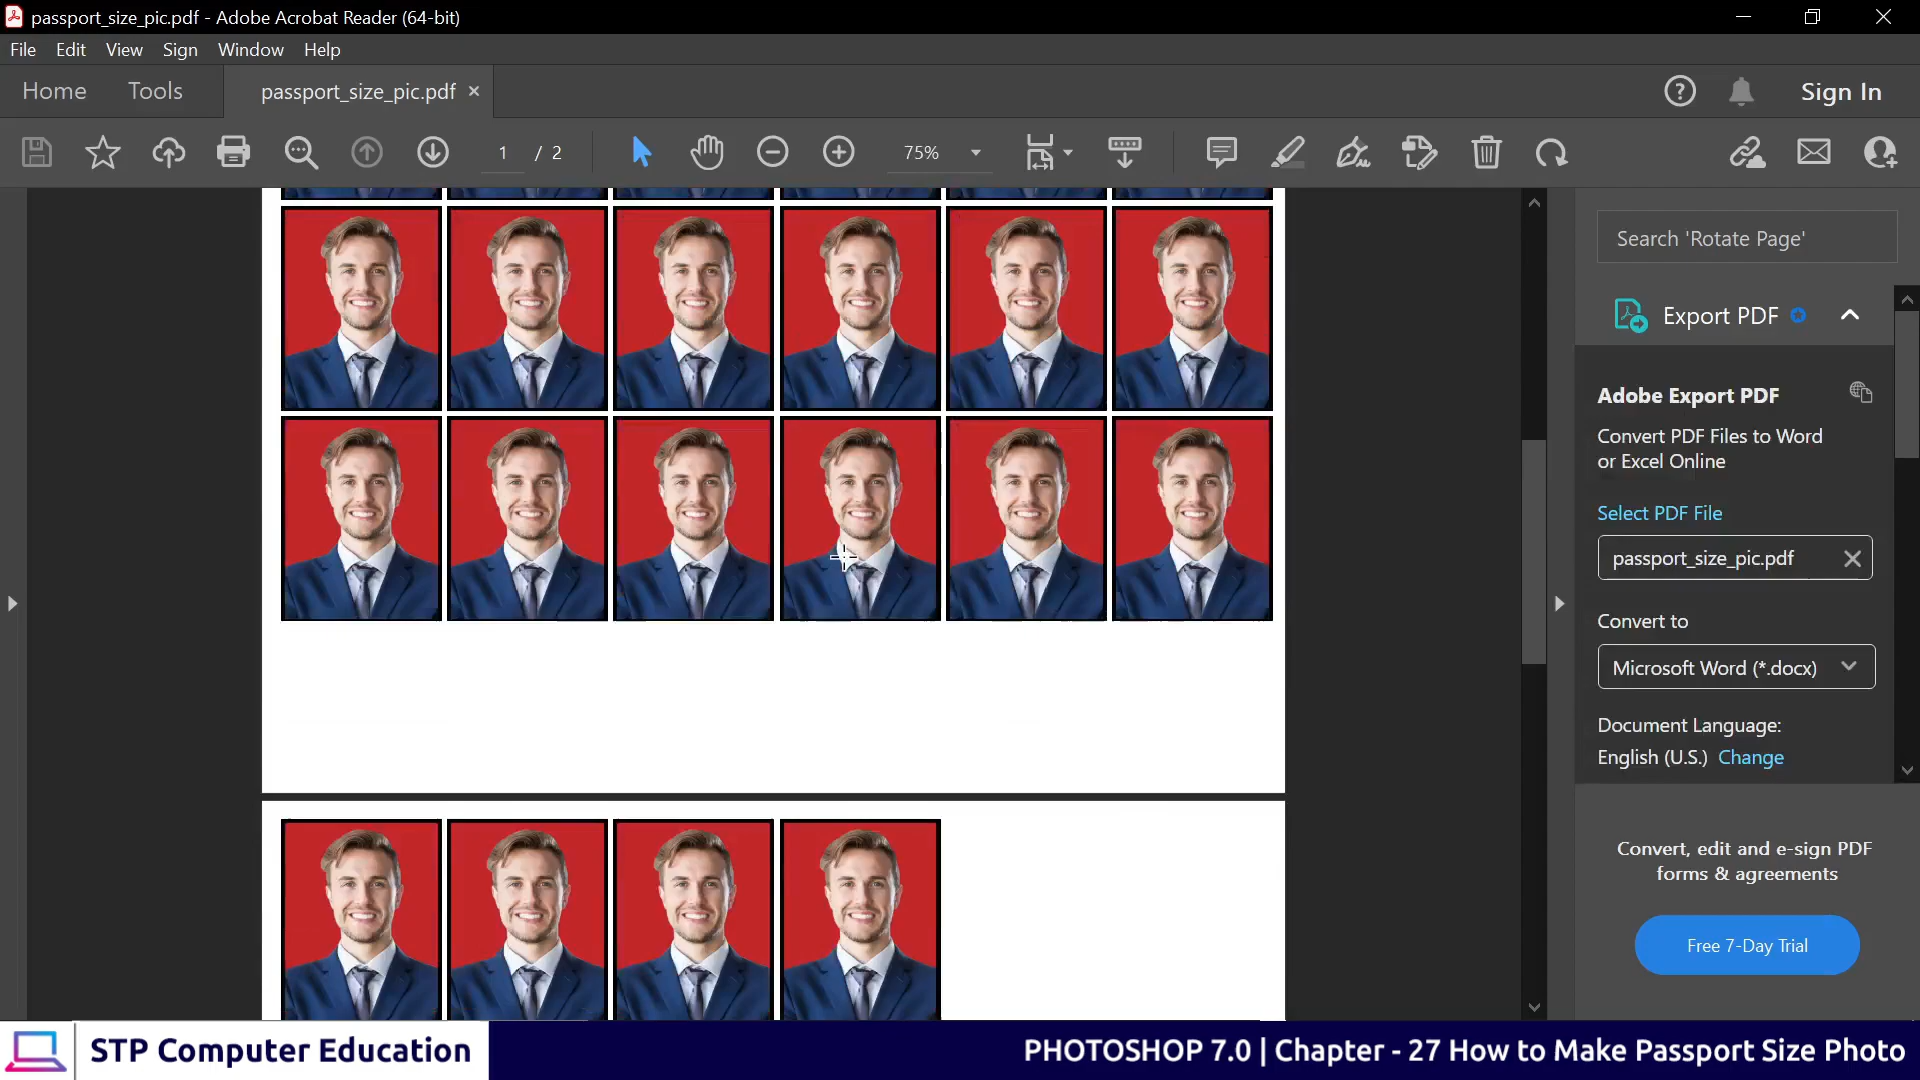 passport_size_pic.pdf - Adobe Acrobat Reader (64-bit)
File Edit View Sign Window Help
Home Tools passport_size_pic.pdf × Sign In
1 / 2 75%
Search 'Rotate Page'
Export PDF
Adobe Export PDF
Convert PDF Files to Word
or Excel Online
Select PDF File
passport_size_pic.pdf
Convert to
Microsoft Word (*.docx)
Document Language:
English (U.S.) Change
Convert, edit and e-sign PDF
forms & agreements
Free 7-Day Trial
STP Computer Education
PHOTOSHOP 7.0 | Chapter - 27 How to Make Passport Size Photo